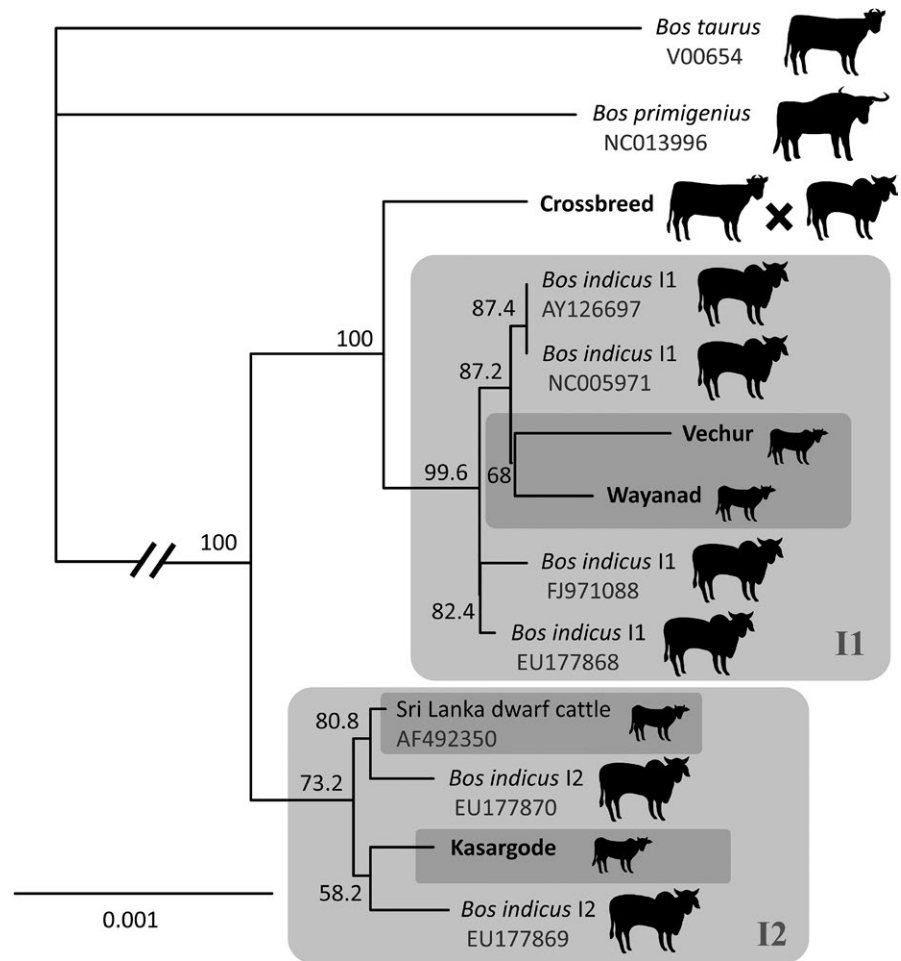 Bos taurus
V00654
Bos primigenius
NC013996
Crossbreed
Bos indicus I1
AY126697
87.4
100
Bos indicus I1
NC005971
87.2
Vechur
99.6
68
Wayanad
100
Bos indicus I1
FJ971088
82.4
Bos indicus I1
EU177868
I1
Sri Lanka dwarf cattle
AF492350
80.8
73.2
Bos indicus I2
EU177870
Kasargode
58.2
Bos indicus I2
EU177869
I2
0.001